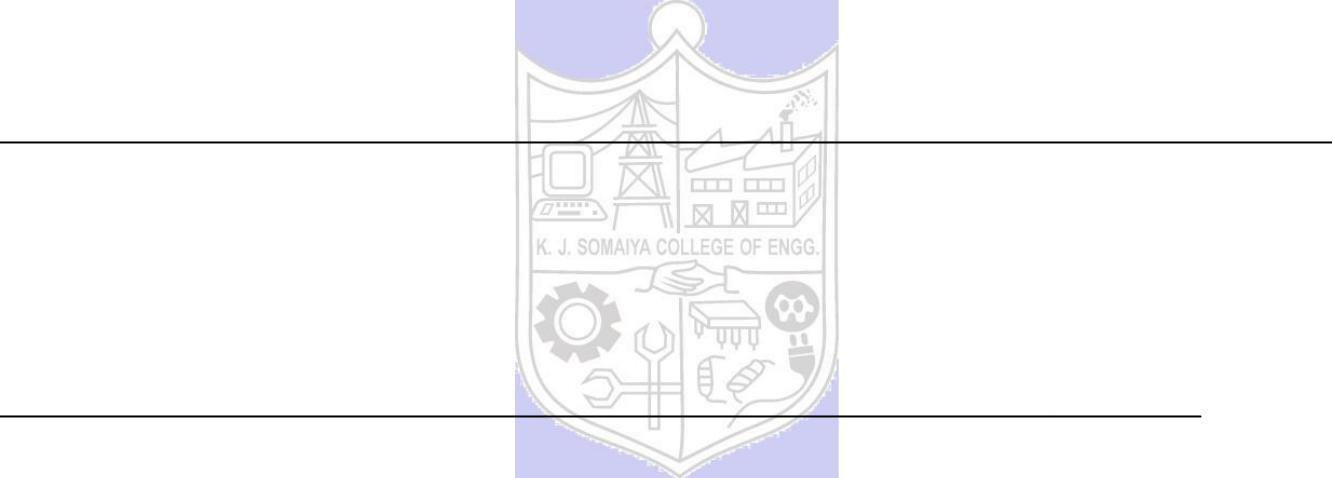 K. J. SOMAIYA COLLEGE OF ENGG.